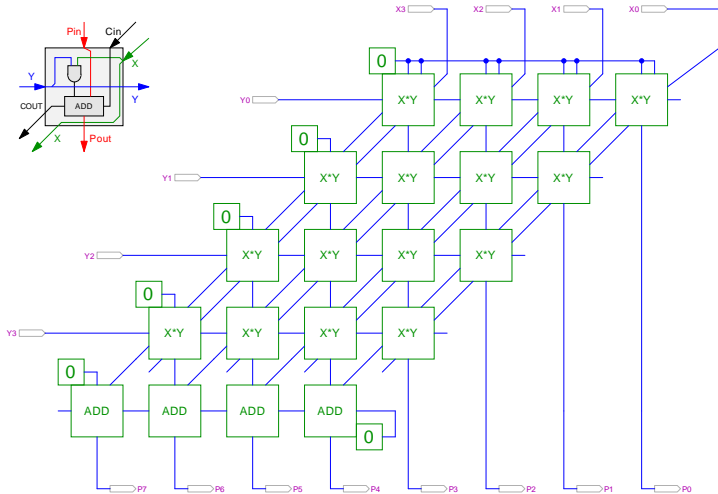 X3 X2 X1 X0
Pin Cin
X
0
Y
ADD
Y
COUT
X
Pout
Y0 X*Y X*Y X*Y X*Y
0
Y1 X*Y X*Y X*Y X*Y
0
Y2 X*Y X*Y X*Y X*Y
0
Y3 X*Y X*Y X*Y X*Y
0
ADD ADD ADD ADD
0
P7 P6 P5 P4 P3 P2 P1 P0